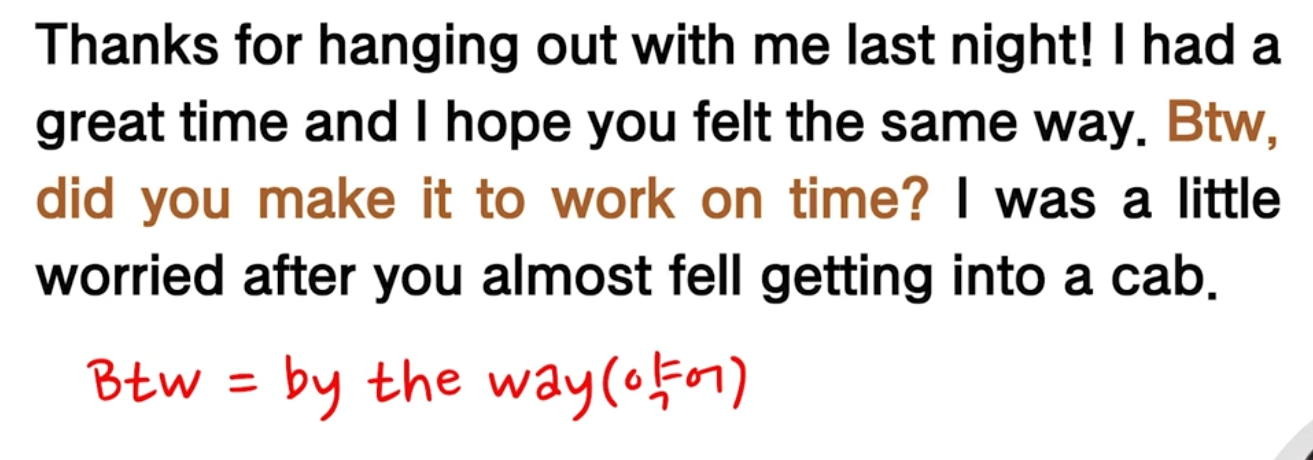 Thanks for hanging out with me last night! I had a
great time and I hope you felt the same way. Btw,
did you make it to work on time? I was a little
worried after you almost fell getting into a cab.
Btw = by the way(약어)